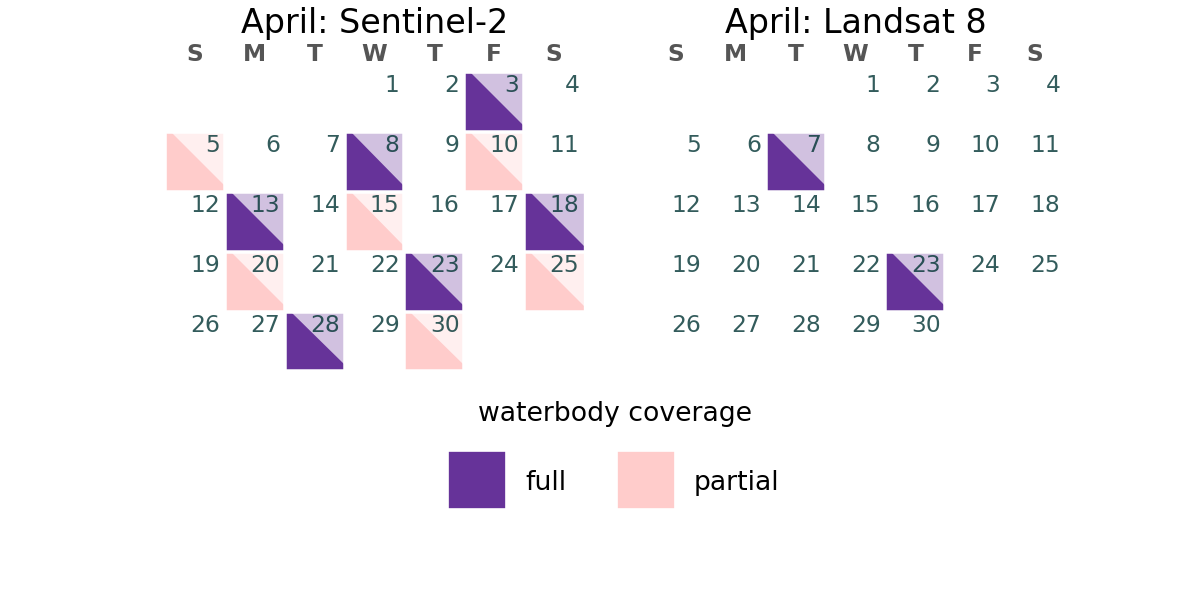 April: Sentinel-2
S M T W T F S
1 2 3 4
5 6 7 8 9 10 11
12 13 14 15 16 17 18
19 20 21 22 23 24 25
26 27 28 29 30
April: Landsat 8
S M T W T F S
1 2 3 4
5 6 7 8 9 10 11
12 13 14 15 16 17 18
19 20 21 22 23 24 25
26 27 28 29 30
waterbody coverage
full partial